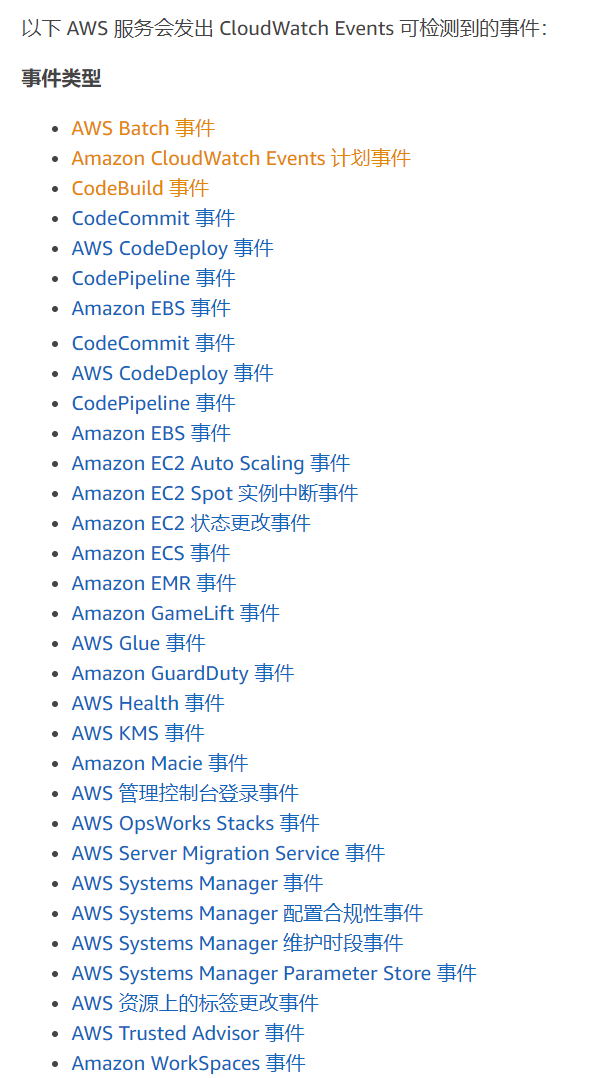 以下 AWS 服务会发出 CloudWatch Events 可检测到的事件：
事件类型
AWS Batch 事件
Amazon CloudWatch Events 计划事件
CodeBuild 事件
CodeCommit 事件
AWS CodeDeploy 事件
CodePipeline 事件
Amazon EBS 事件
CodeCommit 事件
AWS CodeDeploy 事件
CodePipeline 事件
Amazon EBS 事件
Amazon EC2 Auto Scaling 事件
Amazon EC2 Spot 实例中断事件
Amazon EC2 状态更改事件
Amazon ECS 事件
Amazon EMR 事件
Amazon GameLift 事件
AWS Glue 事件
Amazon GuardDuty 事件
AWS Health 事件
AWS KMS 事件
Amazon Macie 事件
AWS 管理控制台登录事件
AWS OpsWorks Stacks 事件
AWS Server Migration Service 事件
AWS Systems Manager 事件
AWS Systems Manager 配置合规性事件
AWS Systems Manager 维护时段事件
AWS Systems Manager Parameter Store 事件
AWS 资源上的标签更改事件
AWS Trusted Advisor 事件
Amazon WorkSpaces 事件